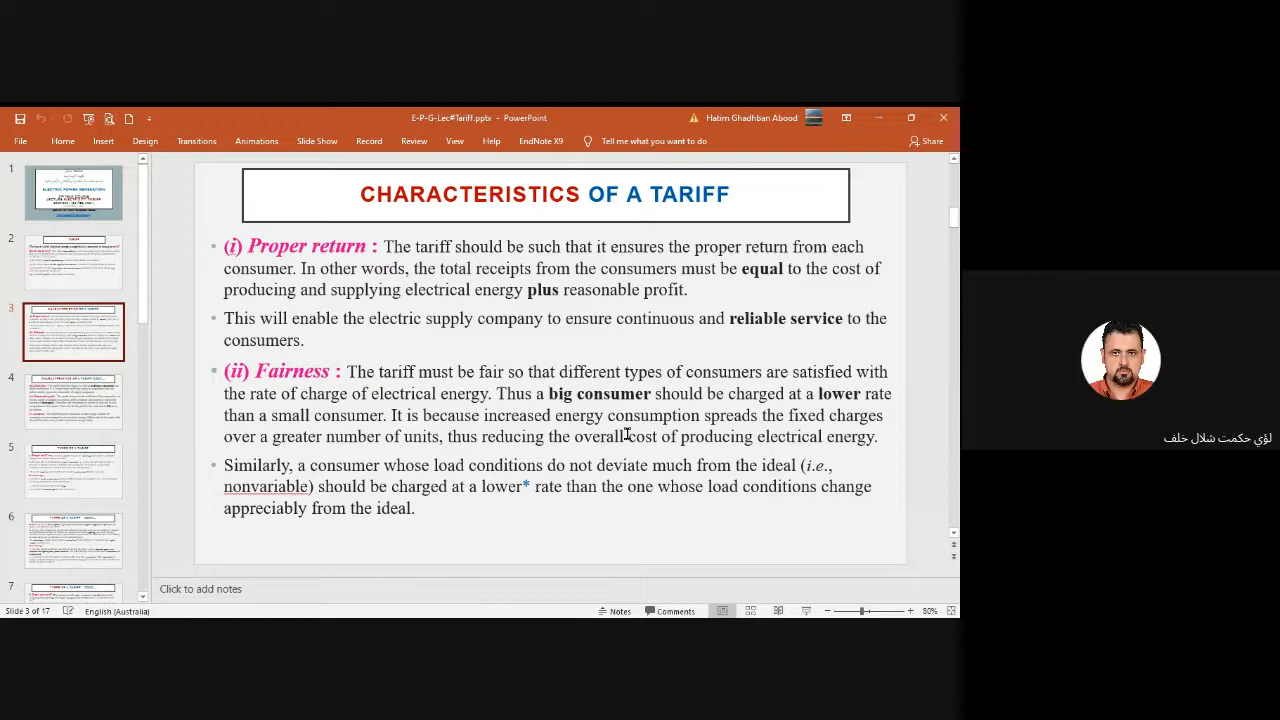 E-P-G-Lec#Tariff.pptx - PowerPoint
Hatim Ghadhban Abood
File Home Insert Design Transitions Animations Slide Show Record Review View Help EndNote X9 Tell me what you want to do Share
1
2
3
4
5
6
7
CHARACTERISTICS OF A TARIFF
• (i) Proper return : The tariff should be such that it ensures the proper return from each
consumer. In other words, the total receipts from the consumers must be equal to the cost of
producing and supplying electrical energy plus reasonable profit.
• This will enable the electric supply company to ensure continuous and reliable service to the
consumers.
• (ii) Fairness : The tariff must be fair so that different types of consumers are satisfied with
the rate of charge of electrical energy. Thus a big consumer should be charged at a lower rate
than a small consumer. It is because increased energy consumption spreads the fixed charges
over a greater number of units, thus reducing the overall cost of producing electrical energy.
• Similarly, a consumer whose load conditions do not deviate much from the ideal (i.e.,
nonvariable) should be charged at a lower* rate than the one whose load conditions change
appreciably from the ideal.
Click to add notes
Slide 3 of 17 English (Australia) Notes Comments 80%
لؤي حكمت شلال خلف